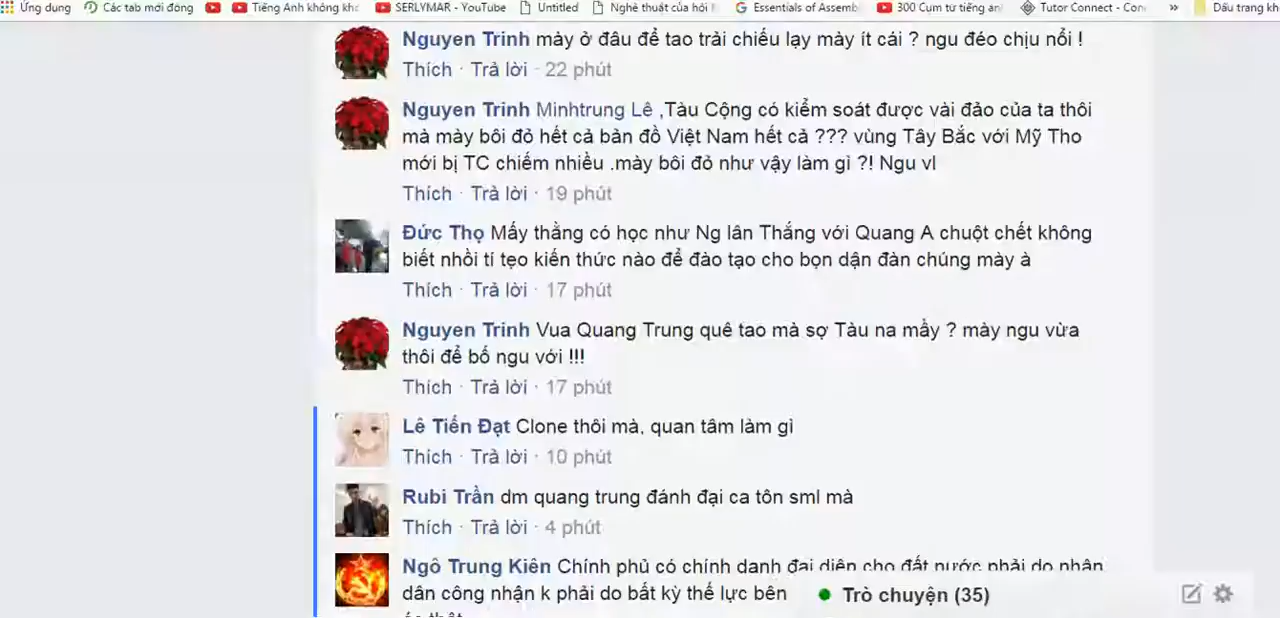 Ứng dụng Các tab mới đóng Tiếng Anh không khó SERLYMAR - YouTube Untitled Nghệ thuật của hỏi Essentials of Assemb 300 Cụm từ tiếng an Tutor Connect - Con » Dấu trang kh
Nguyen Trinh mày ở đâu để tao trải chiếu lạy mày ít cái ? ngu đéo chịu nổi !
Thích · Trả lời · 22 phút
Nguyen Trinh Minhtrung Lê ,Tàu Cộng có kiểm soát được vài đảo của ta thôi
mà mày bôi đỏ hết cả bản đồ Việt Nam hết cả ??? vùng Tây Bắc với Mỹ Tho
mới bị TC chiếm nhiều .mày bôi đỏ như vậy làm gì ?! Ngu vl
Thích · Trả lời · 19 phút
Đức Thọ Mấy thằng có học như Ng lân Thắng với Quang A chuột chết không
biết nhồi tí tẹo kiến thức nào để đào tạo cho bọn dận đàn chúng mày à
Thích · Trả lời · 17 phút
Nguyen Trinh Vua Quang Trung quê tao mà sợ Tàu na mầy ? mày ngu vừa
thôi để bố ngu với !!!
Thích · Trả lời · 17 phút
Lê Tiến Đạt Clone thôi mà, quan tâm làm gì
Thích · Trả lời · 10 phút
Rubi Trần dm quang trung đánh đại ca tôn sml mà
Thích · Trả lời · 4 phút
Ngô Trung Kiên Chính phủ có chính danh đại diện cho đất nước phải do nhân
dân công nhận k phải do bất kỳ thế lực bên
Trò chuyện (35)